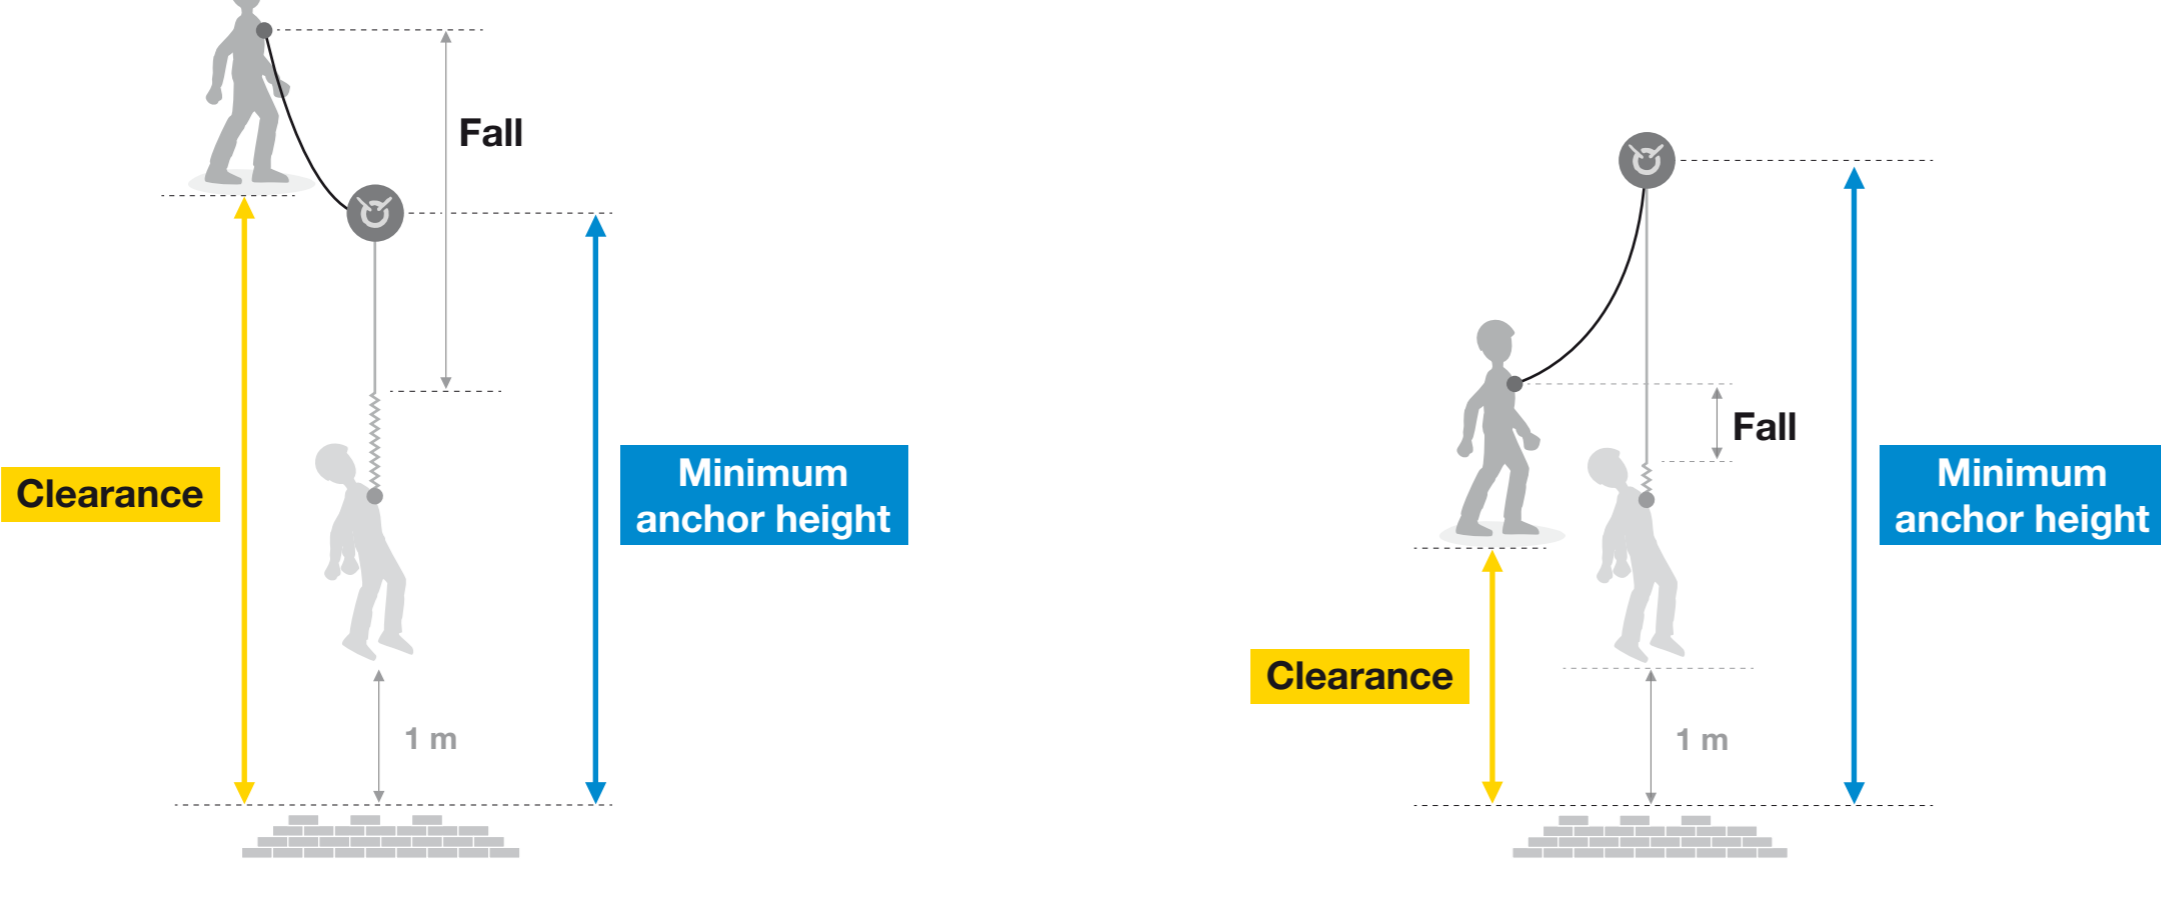 Fall
Clearance
Minimum
anchor height
1 m
Fall
Minimum
anchor height
Clearance
1 m